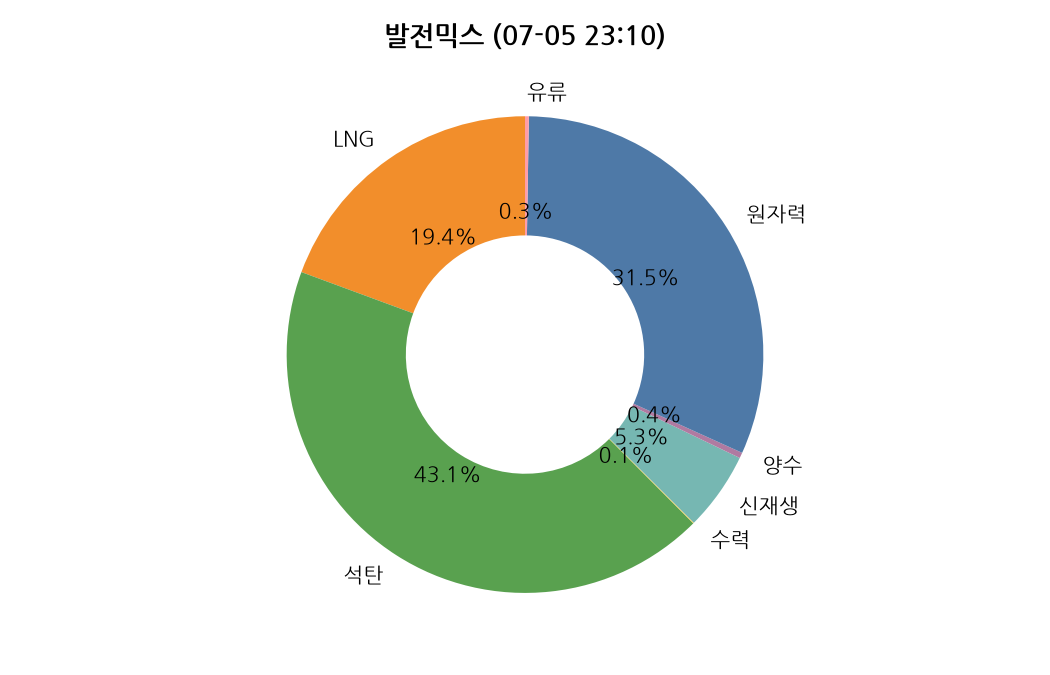 발전믹스 (07-05 23:10)
유류
LNG
0.3%
원자력
19.4%
31.5%
0.4%
5.3%
0.1%
양수
43.1%
신재생
수력
석탄